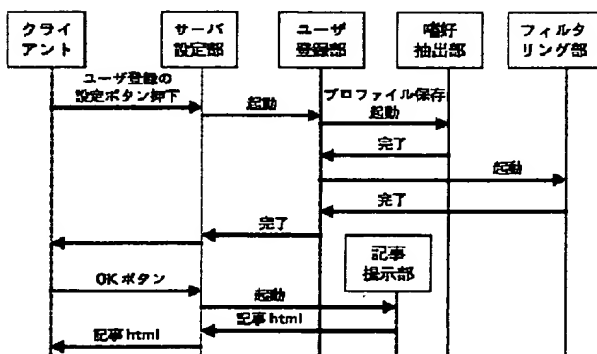 クライ
アント
サーバ
設定部
ユーザ
登録部
嗜好
抽出部
フィルタ
リング部
ユーザ登録の
設定ボタン押下
起動
プロファイル保存
起動
完了
起動
完了
完了
記事
提示部
OKボタン
起動
記事html
記事html